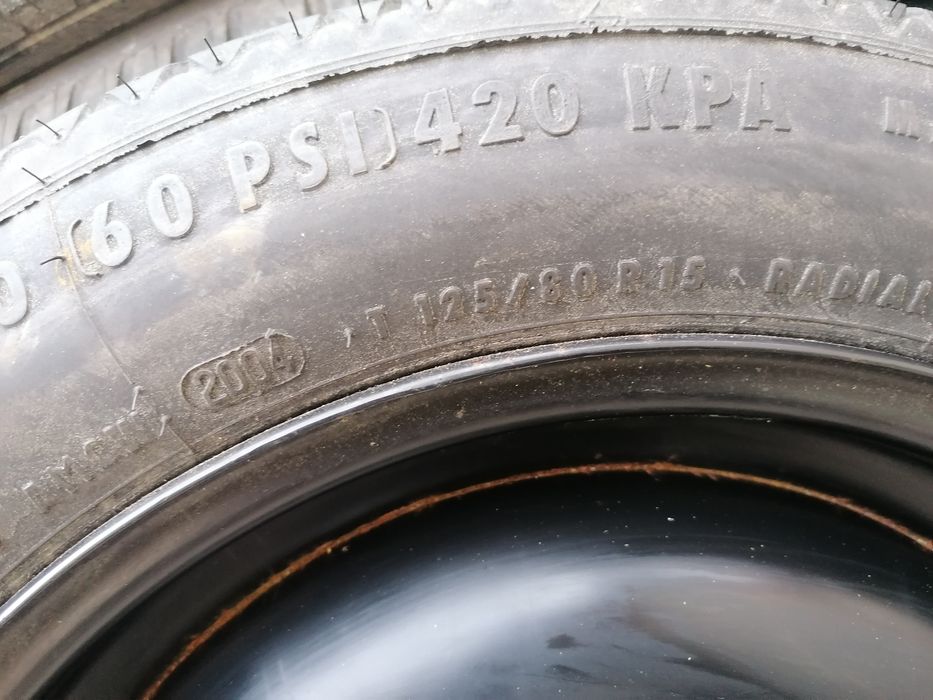 (60 PSI) 420 KPA
2004 T 125/80 R 15 RADIAL